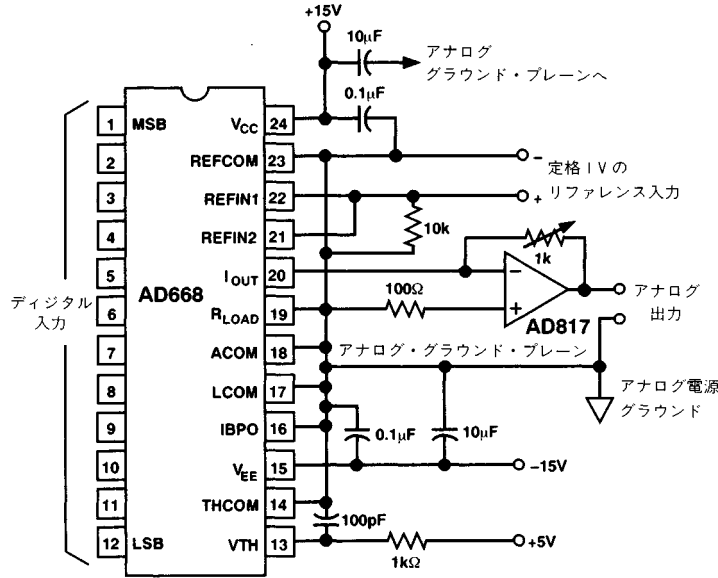 +15V
10μF
アナログ
グラウンド・プレーンへ
0.1μF
1 MSB
2
3
4
5
6
7
8
9
10
11
12 LSB
ディジタル
入力
AD668
VCC 24
REFCOM 23
REFIN1 22
REFIN2 21
IOUT 20
RLOAD 19
ACOM 18
LCOM 17
IBPO 16
VEE 15
THCOM 14
VTH 13
−
定格1Vの
+
リファレンス入力
10k
1k
100Ω
−
+
AD817
アナログ
出力
アナログ・グラウンド・プレーン
アナログ電源
グラウンド
0.1μF
10μF
−15V
100pF
1kΩ
+5V